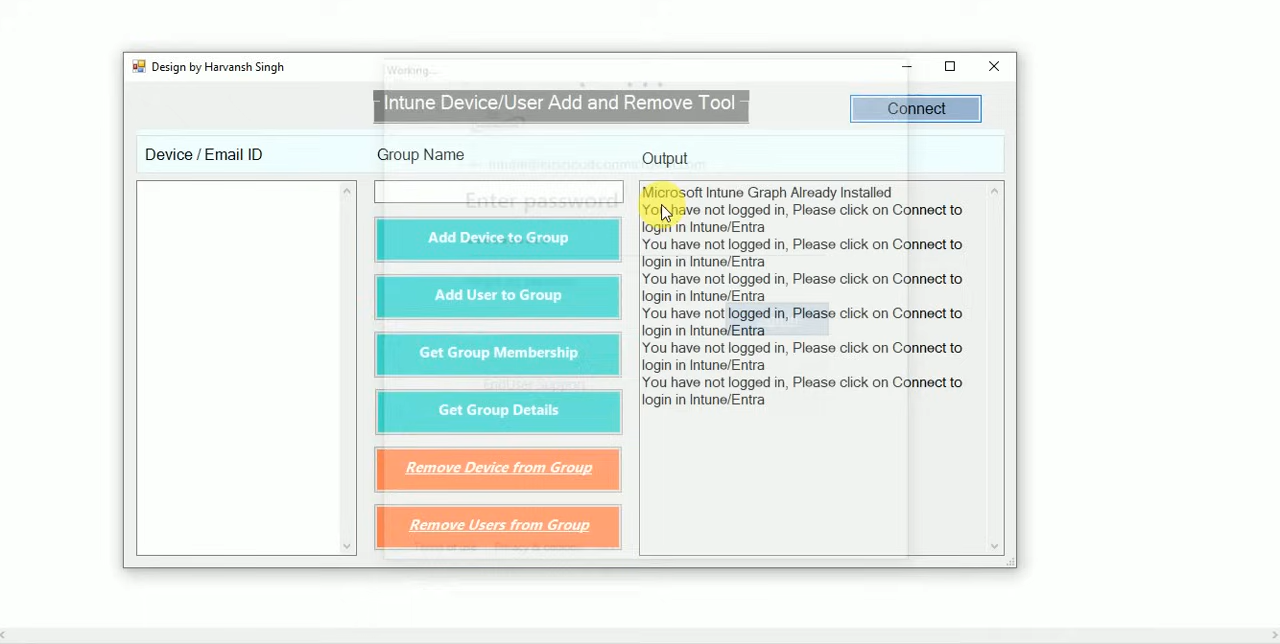 Design by Harvansh Singh
Working...
Intune Device/User Add and Remove Tool
Connect
Device / Email ID
Group Name
Output
Enter password
Add Device to Group
Add User to Group
Get Group Membership
EndUser Support
Get Group Details
Remove Device from Group
Remove Users from Group
Microsoft Intune Graph Already Installed
You have not logged in, Please click on Connect to
login in Intune/Entra
You have not logged in, Please click on Connect to
login in Intune/Entra
You have not logged in, Please click on Connect to
login in Intune/Entra
You have not logged in, Please click on Connect to
login in Intune/Entra
You have not logged in, Please click on Connect to
login in Intune/Entra
You have not logged in, Please click on Connect to
login in Intune/Entra